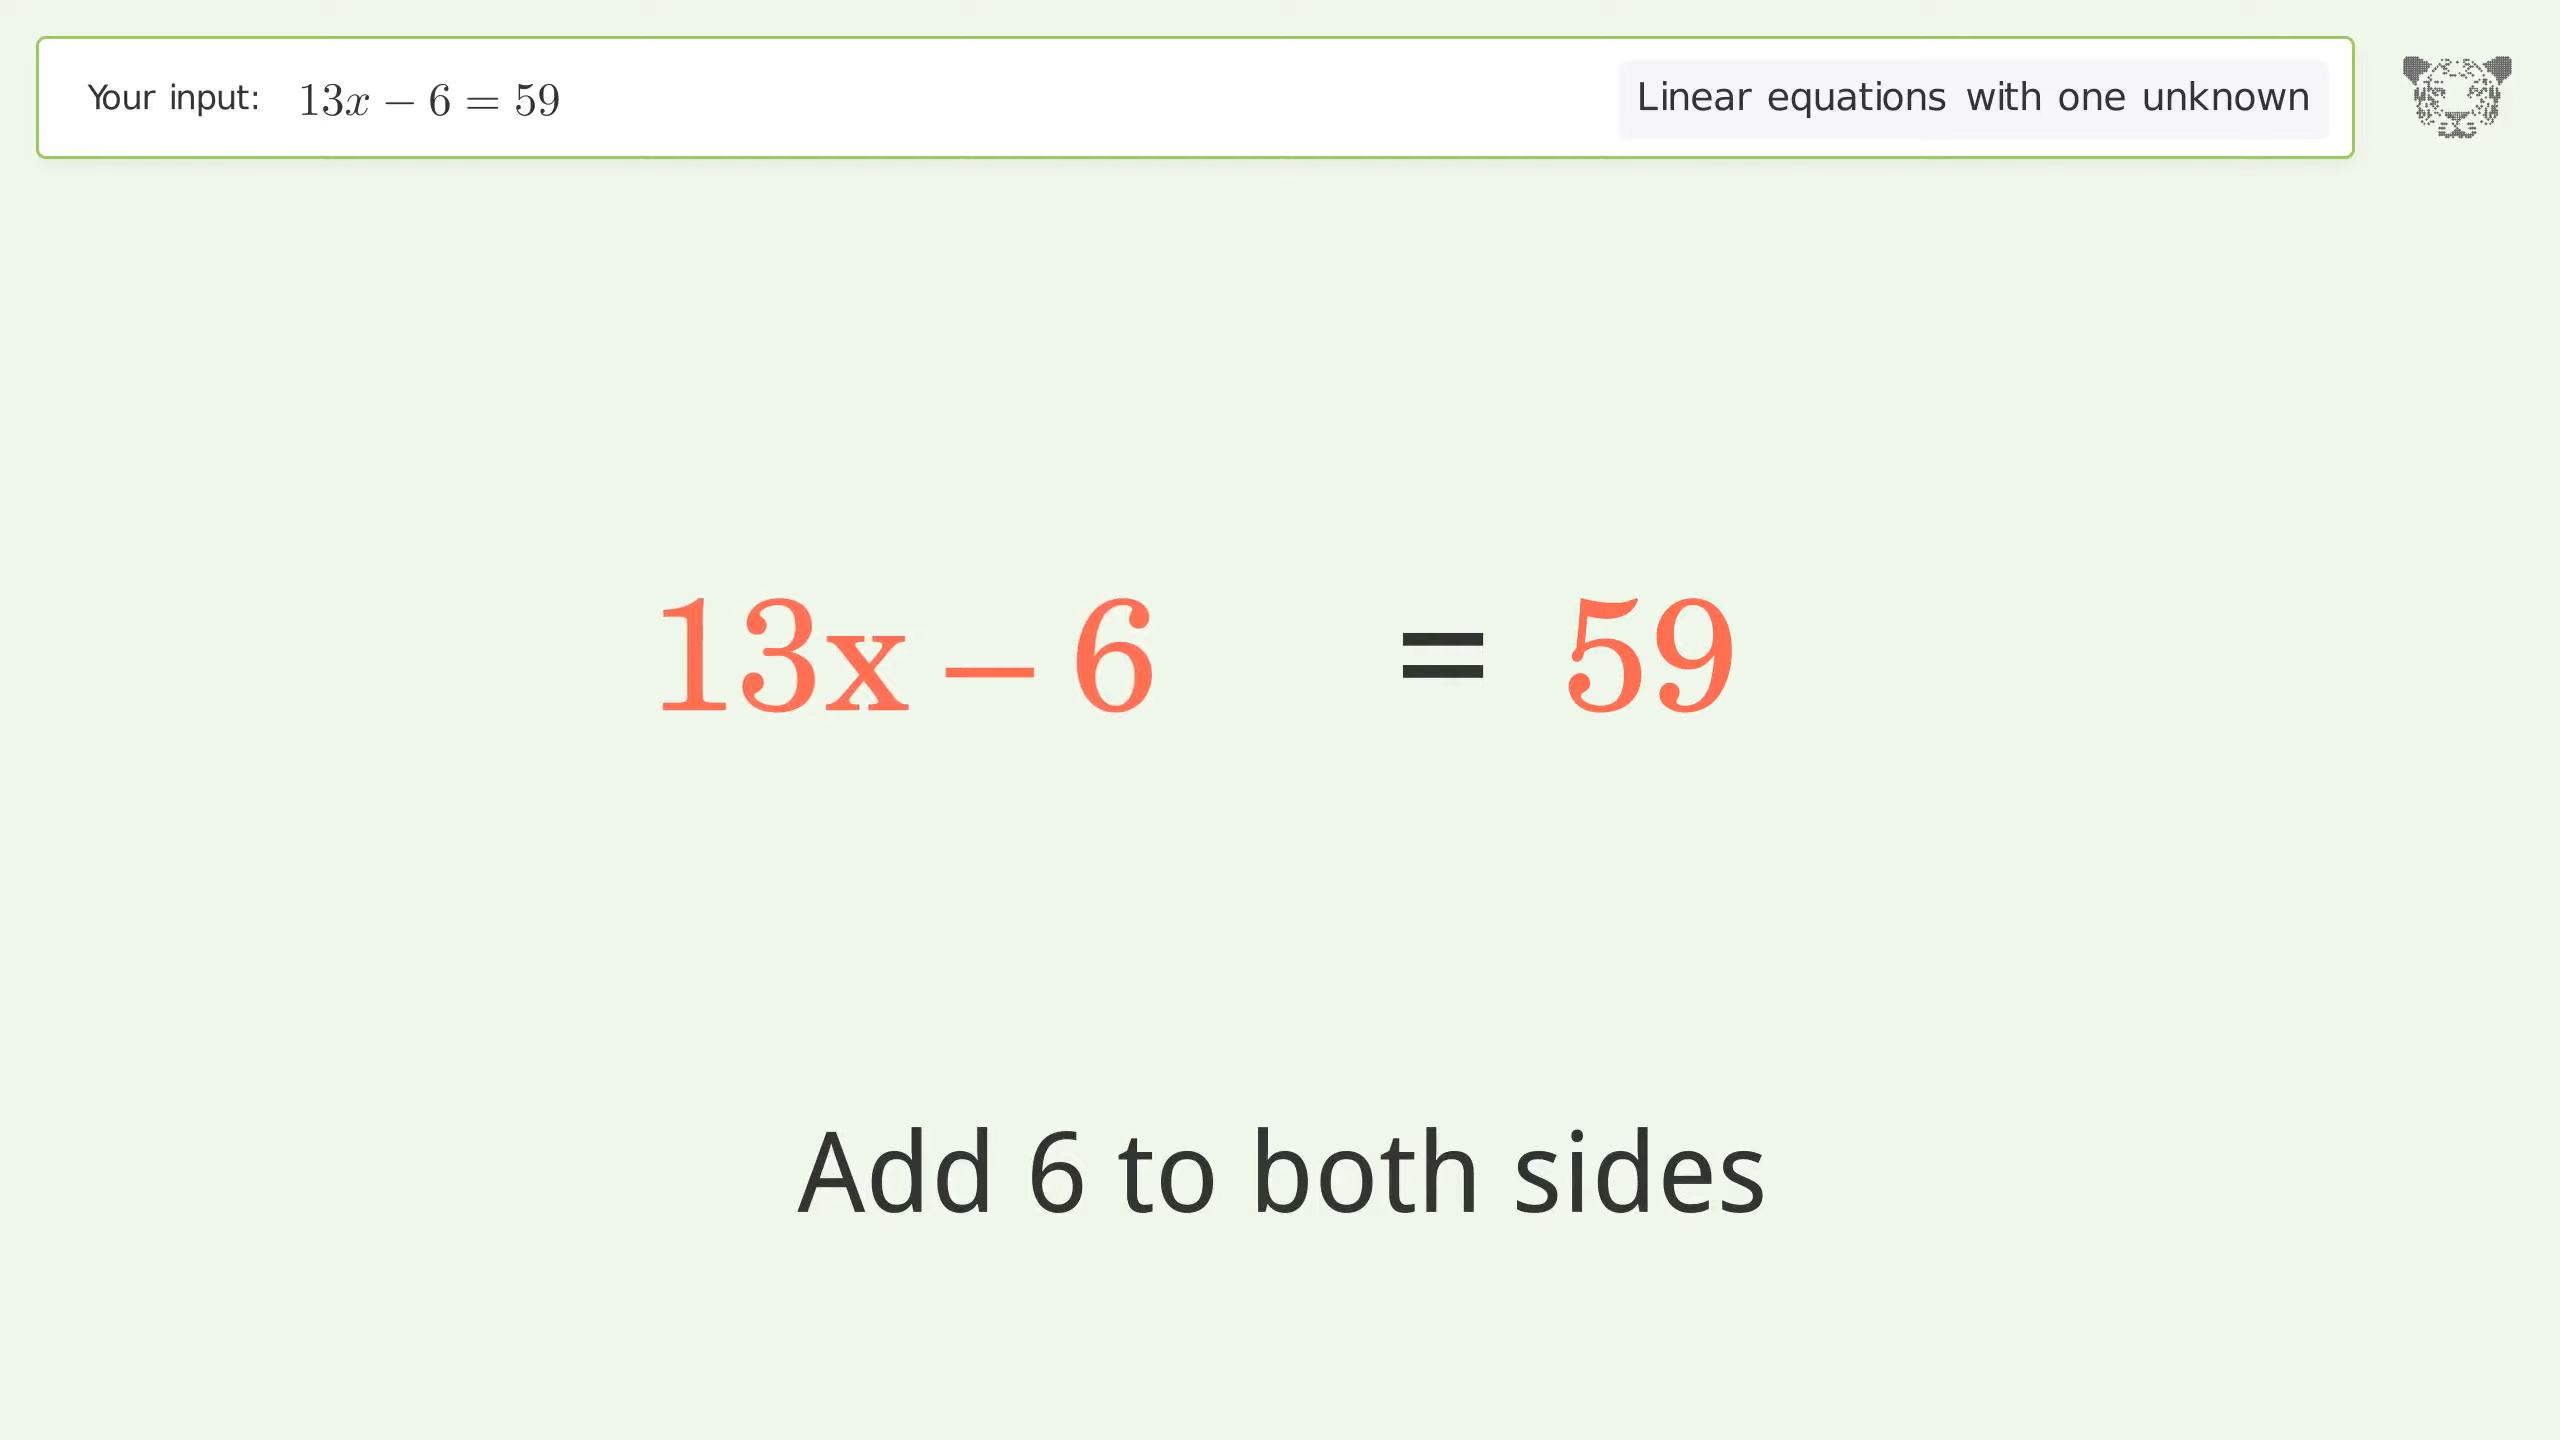 Your input: 13x − 6 = 59
Linear equations with one unknown
13x − 6 = 59
Add 6 to both sides